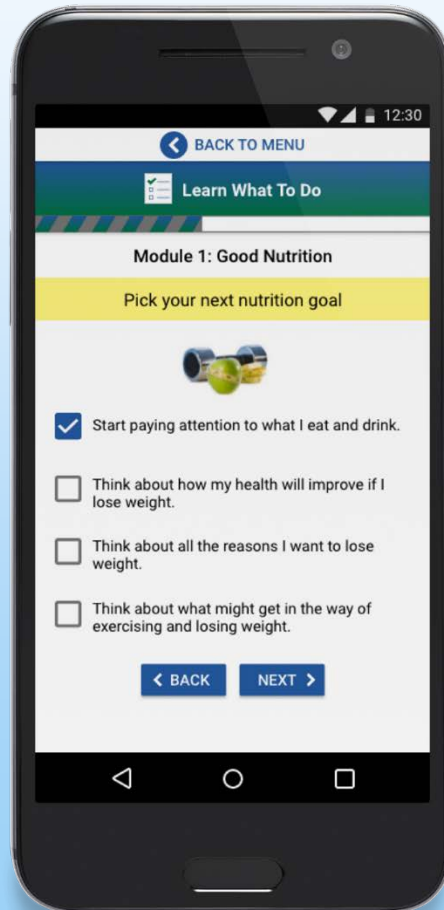 12:30
BACK TO MENU
Learn What To Do
Module 1: Good Nutrition
Pick your next nutrition goal
Start paying attention to what I eat and drink.
Think about how my health will improve if I
lose weight.
Think about all the reasons I want to lose
weight.
Think about what might get in the way of
exercising and losing weight.
BACK
NEXT